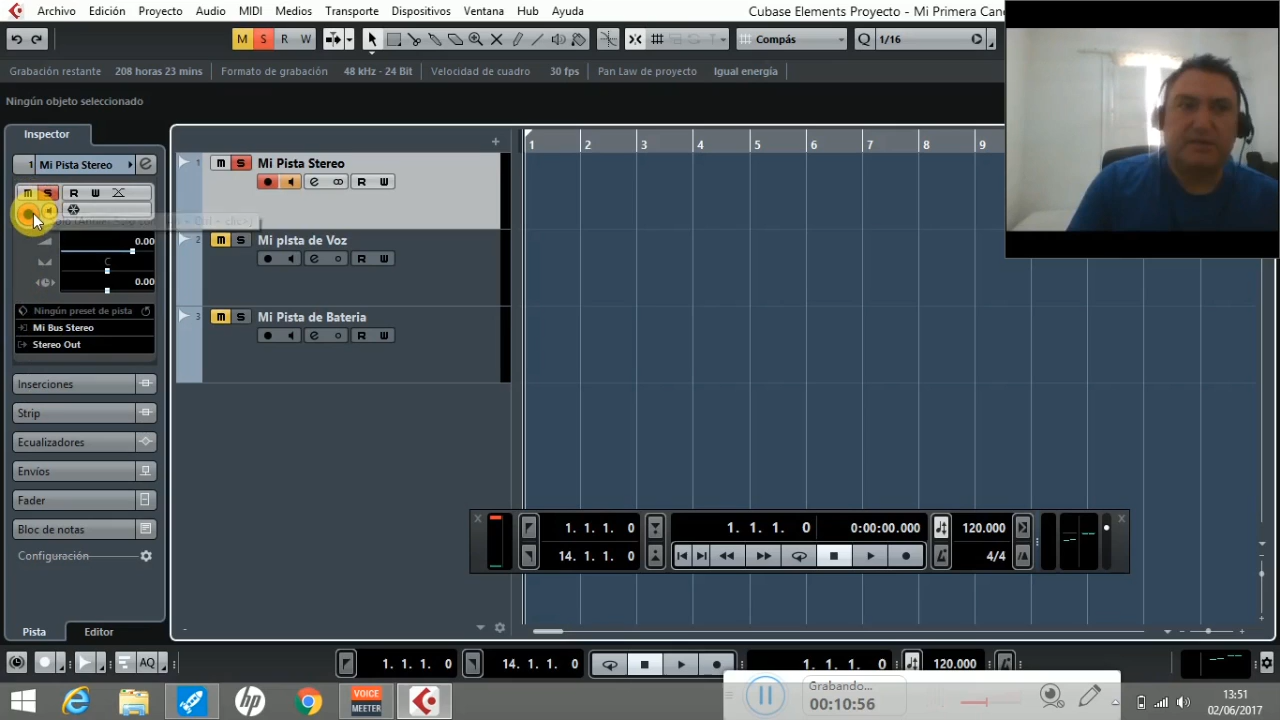 Archivo Edición Proyecto Audio MIDI Medios Transporte Dispositivos Ventana Hub Ayuda
Cubase Elements Proyecto - Mi Primera Canc
M S R W Compás Q 1/16
Grabación restante 208 horas 23 mins Formato de grabación 48 kHz - 24 Bit Velocidad de cuadro 30 fps Pan Law de proyecto Igual energía
Ningún objeto seleccionado
Inspector
1 Mi Pista Stereo e
m S R W
0.00
C
0.00
Ningún preset de pista
Mi Bus Stereo
Stereo Out
Inserciones
Strip
Ecualizadores
Envíos
Fader
Bloc de notas
Configuración
Pista Editor
1 m S Mi Pista Stereo
e R W
2 m S Mi pIsta de Voz
e R W
3 m S Mi Pista de Bateria
e R W
1 2 3 4 5 6 7 8 9
X 1. 1. 1. 0 1. 1. 1. 0 0:00:00.000 120.000 X
14. 1. 1. 0 4/4
AQ 1. 1. 1. 0 14. 1. 1. 0 1. 1. 1. 0 120.000
Grabando...
00:10:56
hp VOICE MEETER
13:51
02/06/2017